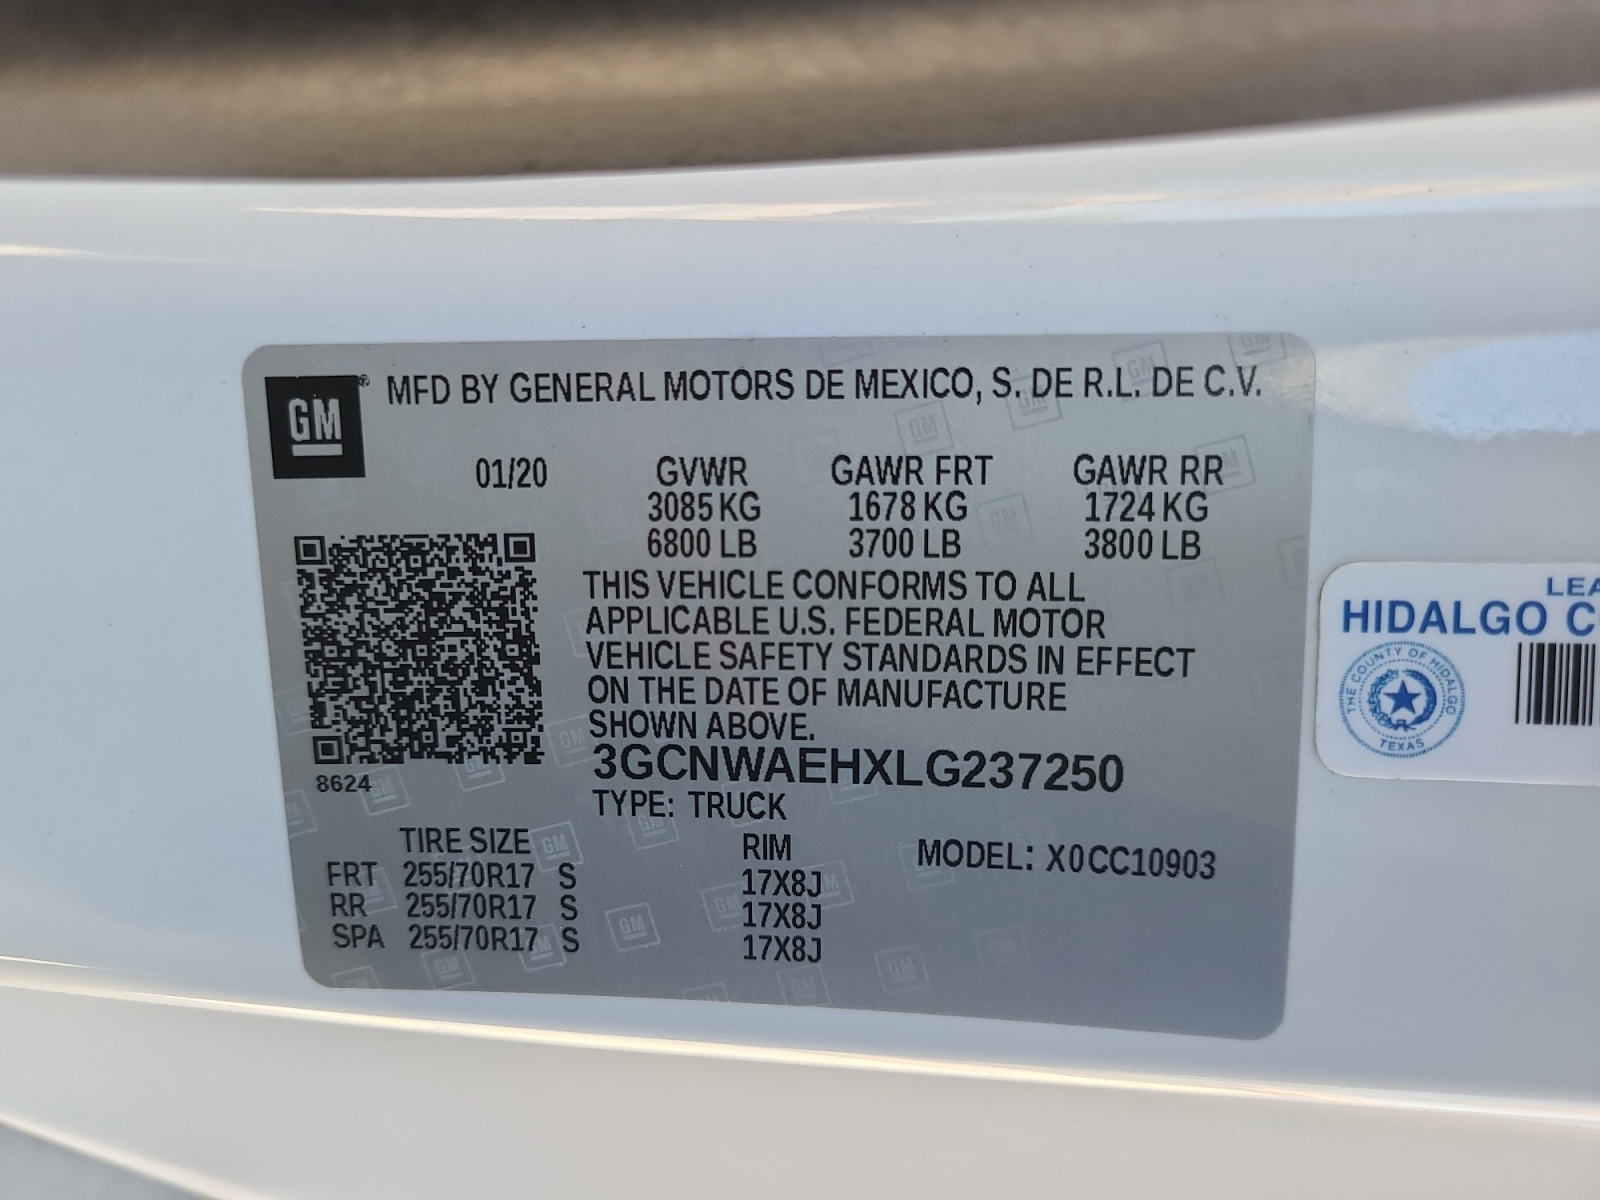 GM
MFD BY GENERAL MOTORS DE MEXICO, S. DE R.L. DE C.V.
01/20 GVWR GAWR FRT GAWR RR
3085 KG 1678 KG 1724 KG
6800 LB 3700 LB 3800 LB
THIS VEHICLE CONFORMS TO ALL
APPLICABLE U.S. FEDERAL MOTOR
VEHICLE SAFETY STANDARDS IN EFFECT
ON THE DATE OF MANUFACTURE
SHOWN ABOVE.
8624
3GCNWAEHXLG237250
TYPE: TRUCK
TIRE SIZE RIM MODEL: X0CC10903
FRT 255/70R17 S 17X8J
RR 255/70R17 S 17X8J
SPA 255/70R17 S 17X8J
HIDALGO
THE COUNTY OF HIDALGO
TEXAS